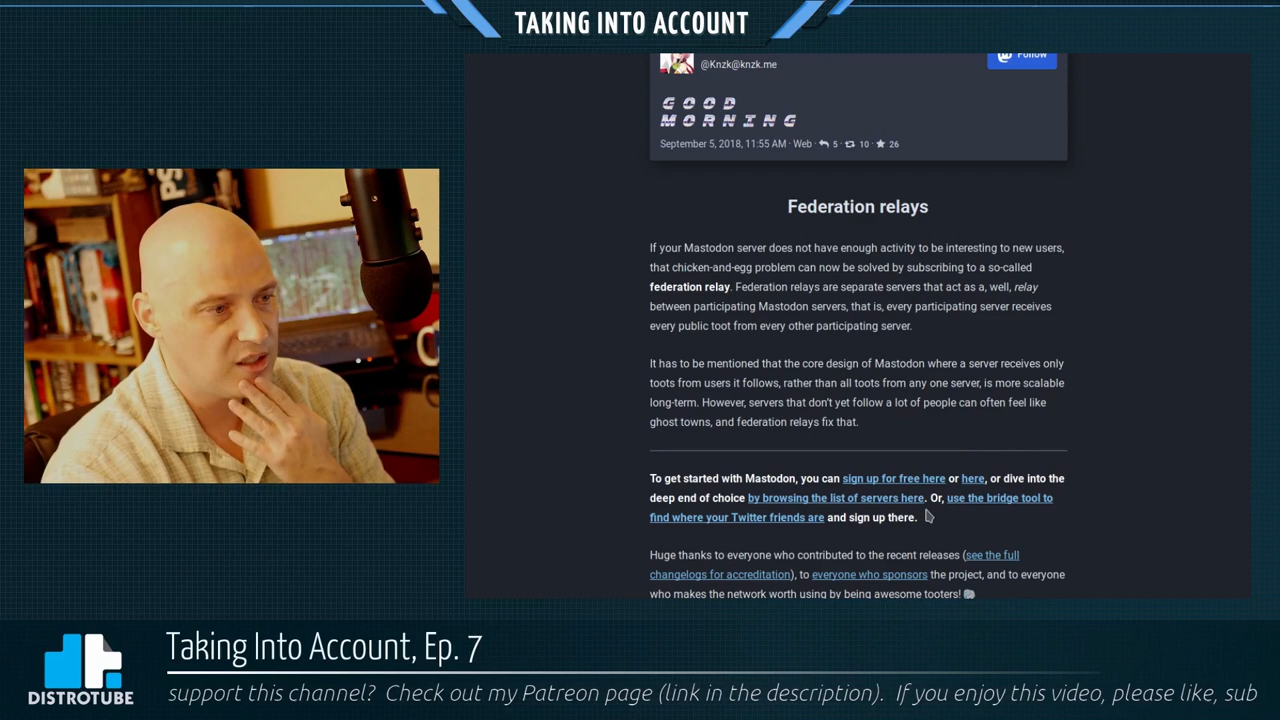 TAKING INTO ACCOUNT
@Knzk@knzk.me
Follow
GOOD
MORNING
September 5, 2018, 11:55 AM · Web · 5 · 10 · 26
Federation relays
If your Mastodon server does not have enough activity to be interesting to new users,
that chicken-and-egg problem can now be solved by subscribing to a so-called
federation relay. Federation relays are separate servers that act as a, well, relay
between participating Mastodon servers, that is, every participating server receives
every public toot from every other participating server.
It has to be mentioned that the core design of Mastodon where a server receives only
toots from users it follows, rather than all toots from any one server, is more scalable
long-term. However, servers that don't yet follow a lot of people can often feel like
ghost towns, and federation relays fix that.
To get started with Mastodon, you can sign up for free here or here, or dive into the
deep end of choice by browsing the list of servers here. Or, use the bridge tool to
find where your Twitter friends are and sign up there.
Huge thanks to everyone who contributed to the recent releases (see the full
changelogs for accreditation), to everyone who sponsors the project, and to everyone
who makes the network worth using by being awesome tooters!
DISTROTUBE
Taking Into Account, Ep. 7
support this channel? Check out my Patreon page (link in the description). If you enjoy this video, please like, sub